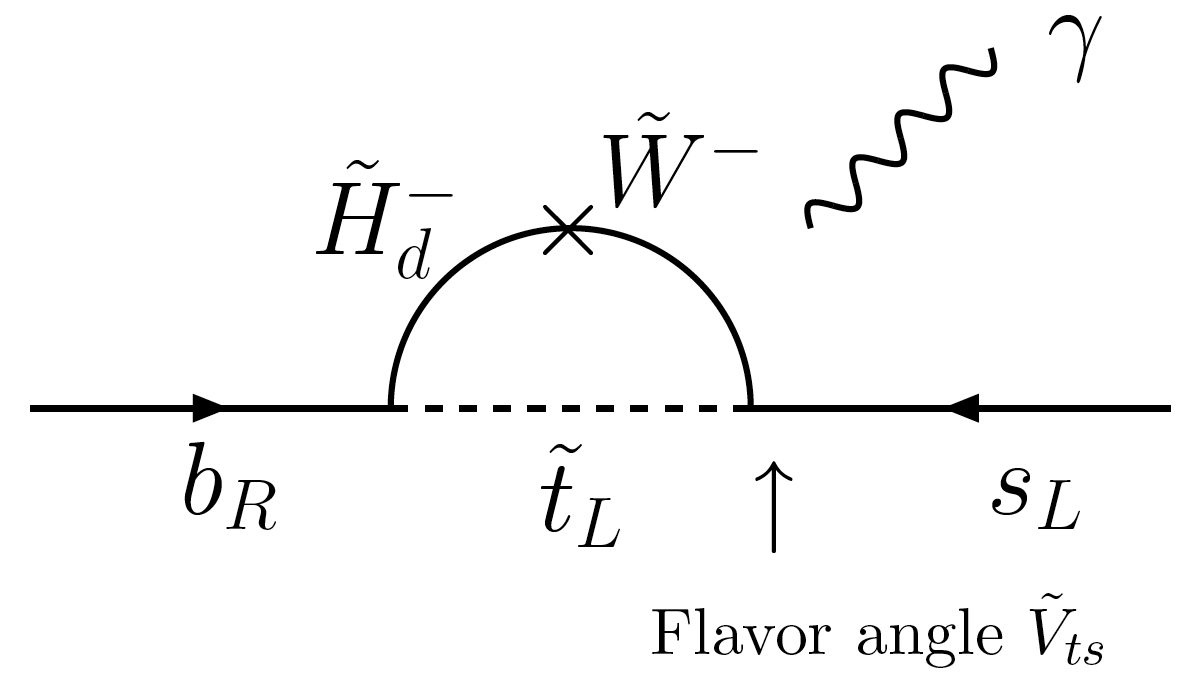 γ
H̃_d^- W̃^-
b_R t̃_L s_L
Flavor angle Ṽ_ts